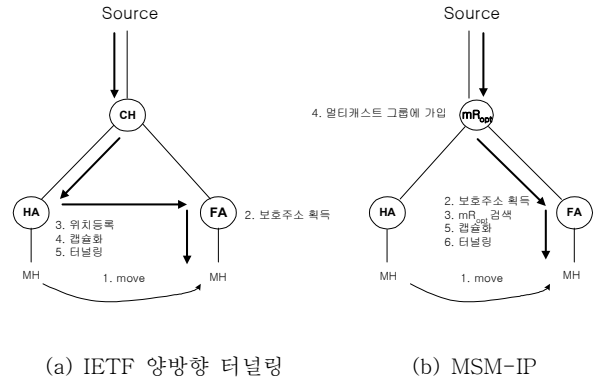 Source
CH
HA
FA
2. 보호주소 획득
3. 위치등록
4. 캡슐화
5. 터널링
MH
1. move
MH
(a) IETF 양방향 터널링
Source
4. 멀티캐스트 그룹에 가입
mRopt
HA
2. 보호주소 획득
3. mRopt 검색
5. 캡슐화
6. 터널링
FA
MH
1. move
MH
(b) MSM-IP